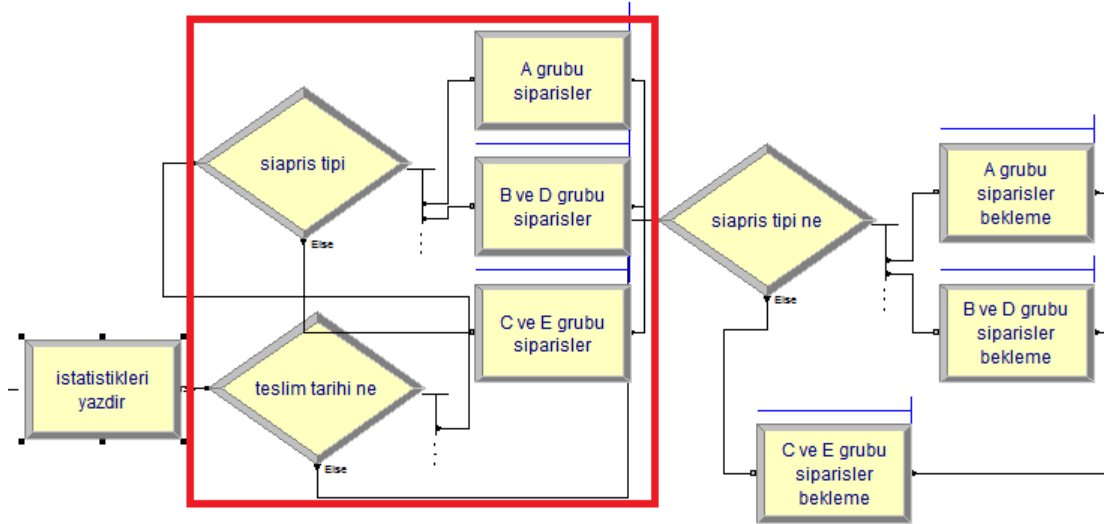 A grubu
siparisler
siapris tipi
Else
B ve D grubu
siparisler
C ve E grubu
siparisler
istatistikleri
yazdir
teslim tarihi ne
Else
siapris tipi ne
Else
A grubu
siparisler
bekleme
B ve D grubu
siparisler
bekleme
C ve E grubu
siparisler
bekleme